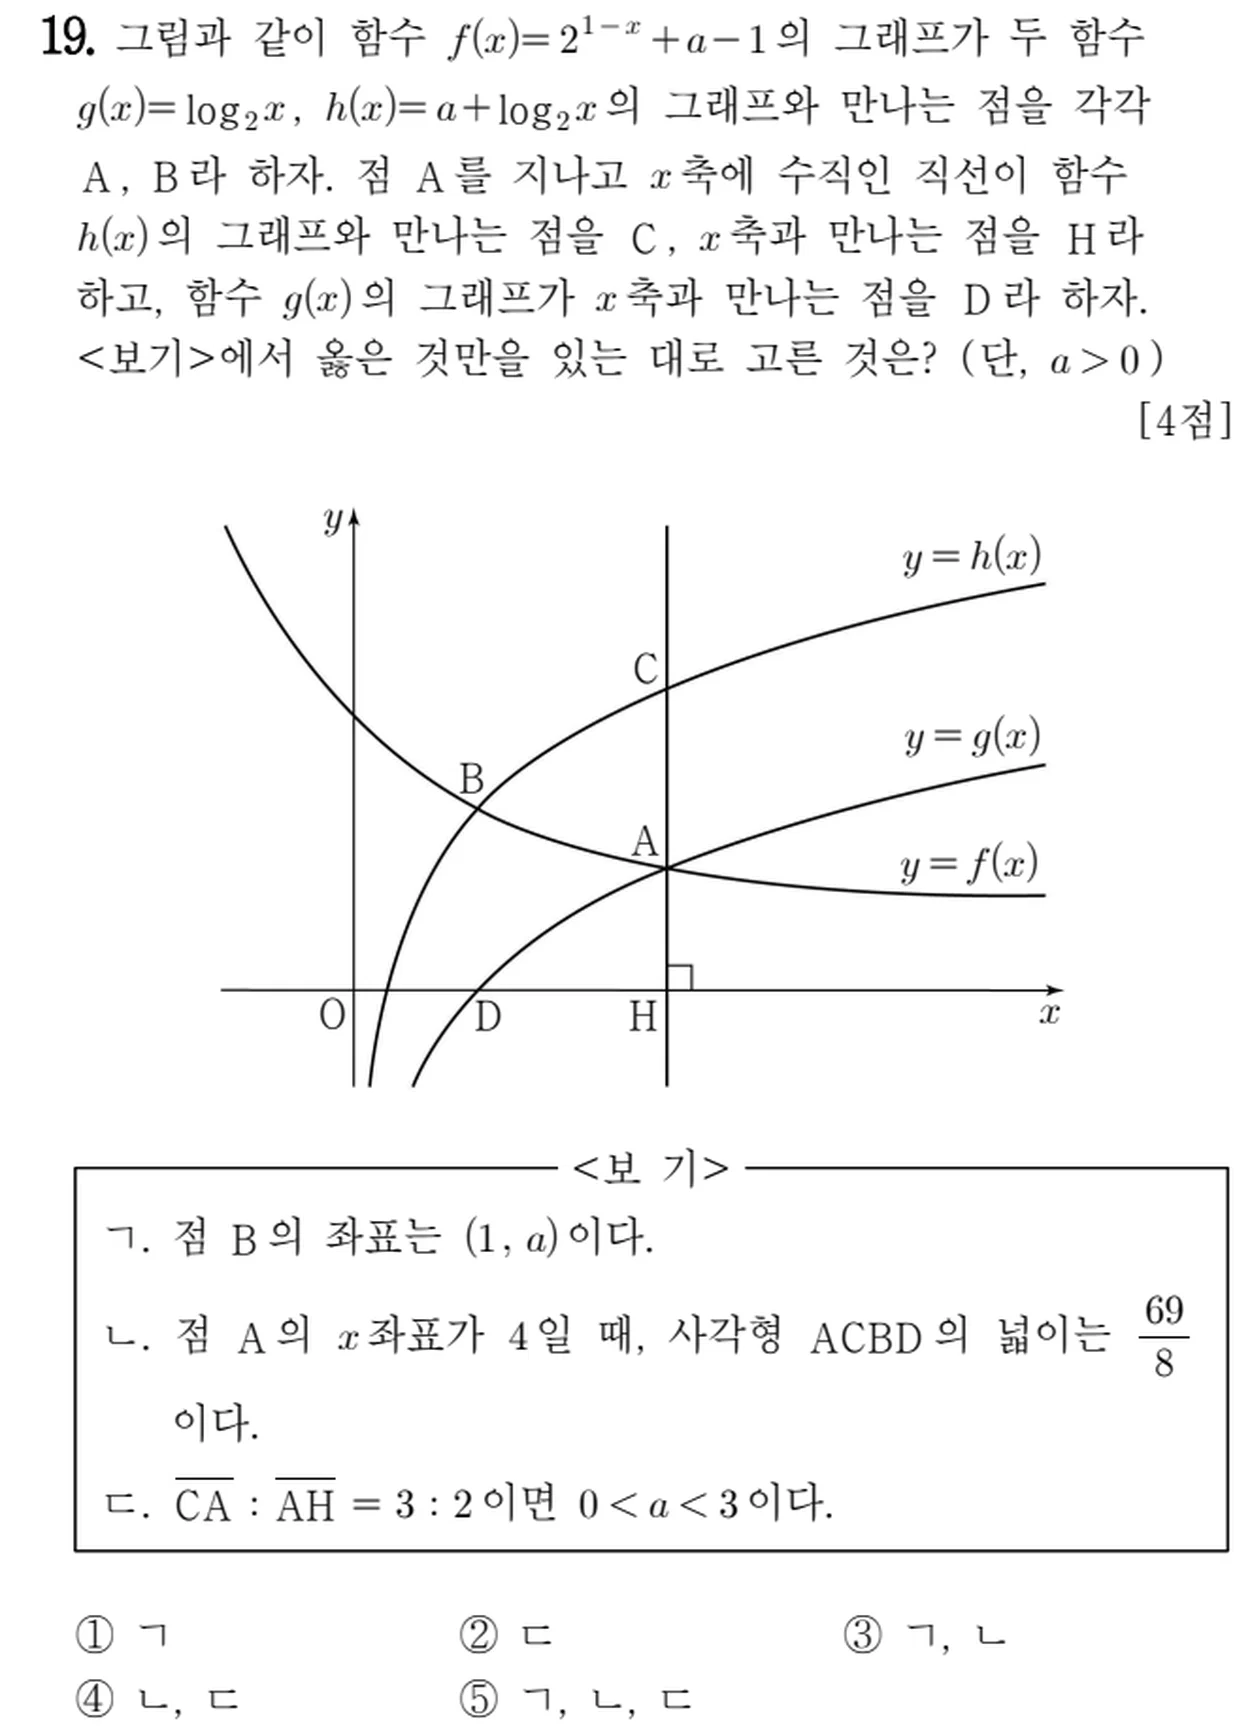 19. 그림과 같이 함수 f(x)=2^{1-x}+a-1의 그래프가 두 함수
g(x)=log₂x, h(x)=a+log₂x의 그래프와 만나는 점을 각각
A, B라 하자. 점 A를 지나고 x축에 수직인 직선이 함수
h(x)의 그래프와 만나는 점을 C, x축과 만나는 점을 H라
하고, 함수 g(x)의 그래프가 x축과 만나는 점을 D라 하자.
<보기>에서 옳은 것만을 있는 대로 고른 것은? (단, a>0)
[4점]
y
y=h(x)
C
y=g(x)
B
A
y=f(x)
O
D
H
x
<보 기>
ㄱ. 점 B의 좌표는 (1, a)이다.
ㄴ. 점 A의 x좌표가 4일 때, 사각형 ACBD의 넓이는 69/8
이다.
ㄷ. C̅A̅ : A̅H̅ = 3 : 2이면 0<a<3이다.
① ㄱ ② ㄷ ③ ㄱ, ㄴ
④ ㄴ, ㄷ ⑤ ㄱ, ㄴ, ㄷ